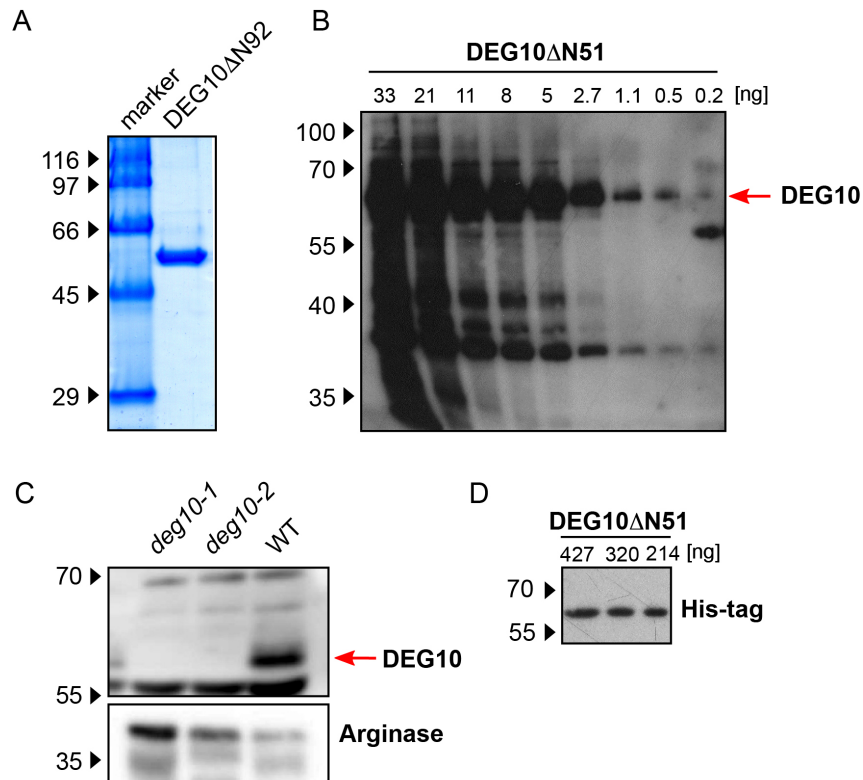 A
marker
DEG10ΔN92
116
97
66
45
29
B
DEG10ΔN51
33 21 11 8 5 2.7 1.1 0.5 0.2 [ng]
100
70
55
40
35
DEG10
C
deg10-1
deg10-2
WT
70
55
35
DEG10
Arginase
D
DEG10ΔN51
427 320 214 [ng]
70
55
His-tag